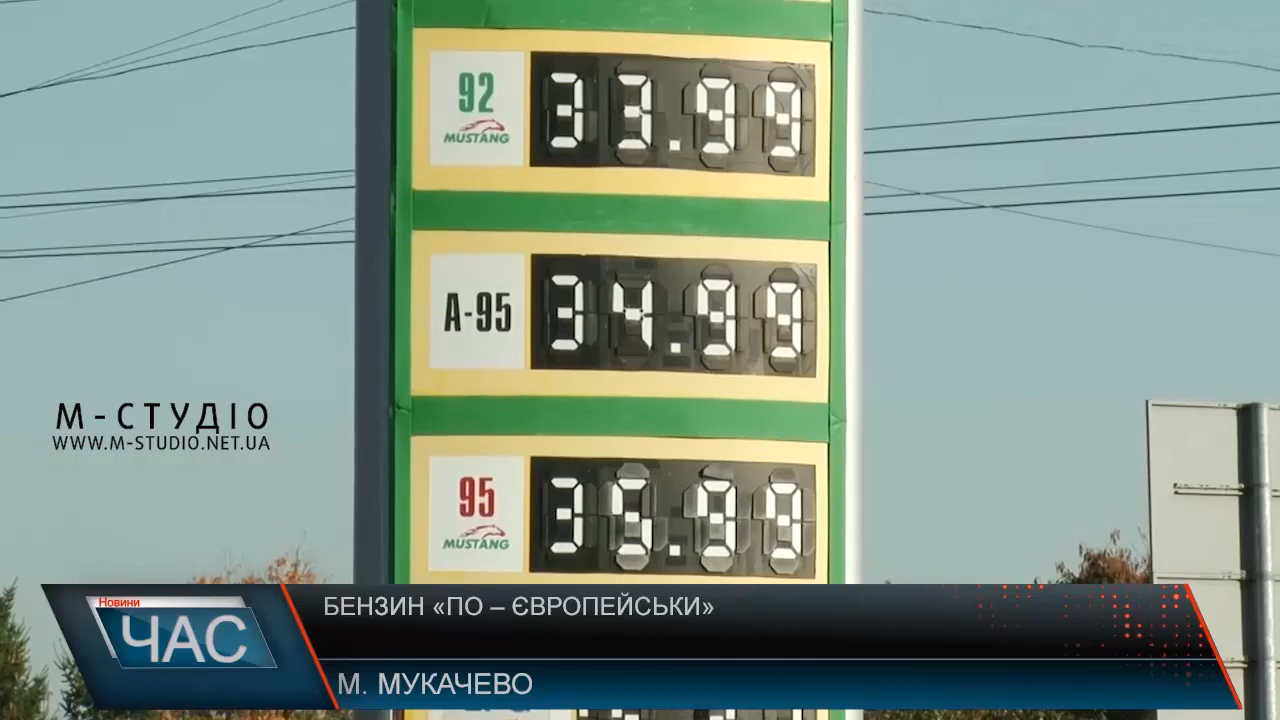 92
MUSTANG
33.99
A-95
34.99
95
MUSTANG
35.99
М-СТУДІО
WWW.M-STUDIO.NET.UA
Новини
ЧАС
БЕНЗИН «ПО – ЄВРОПЕЙСЬКИ»
М. МУКАЧЕВО